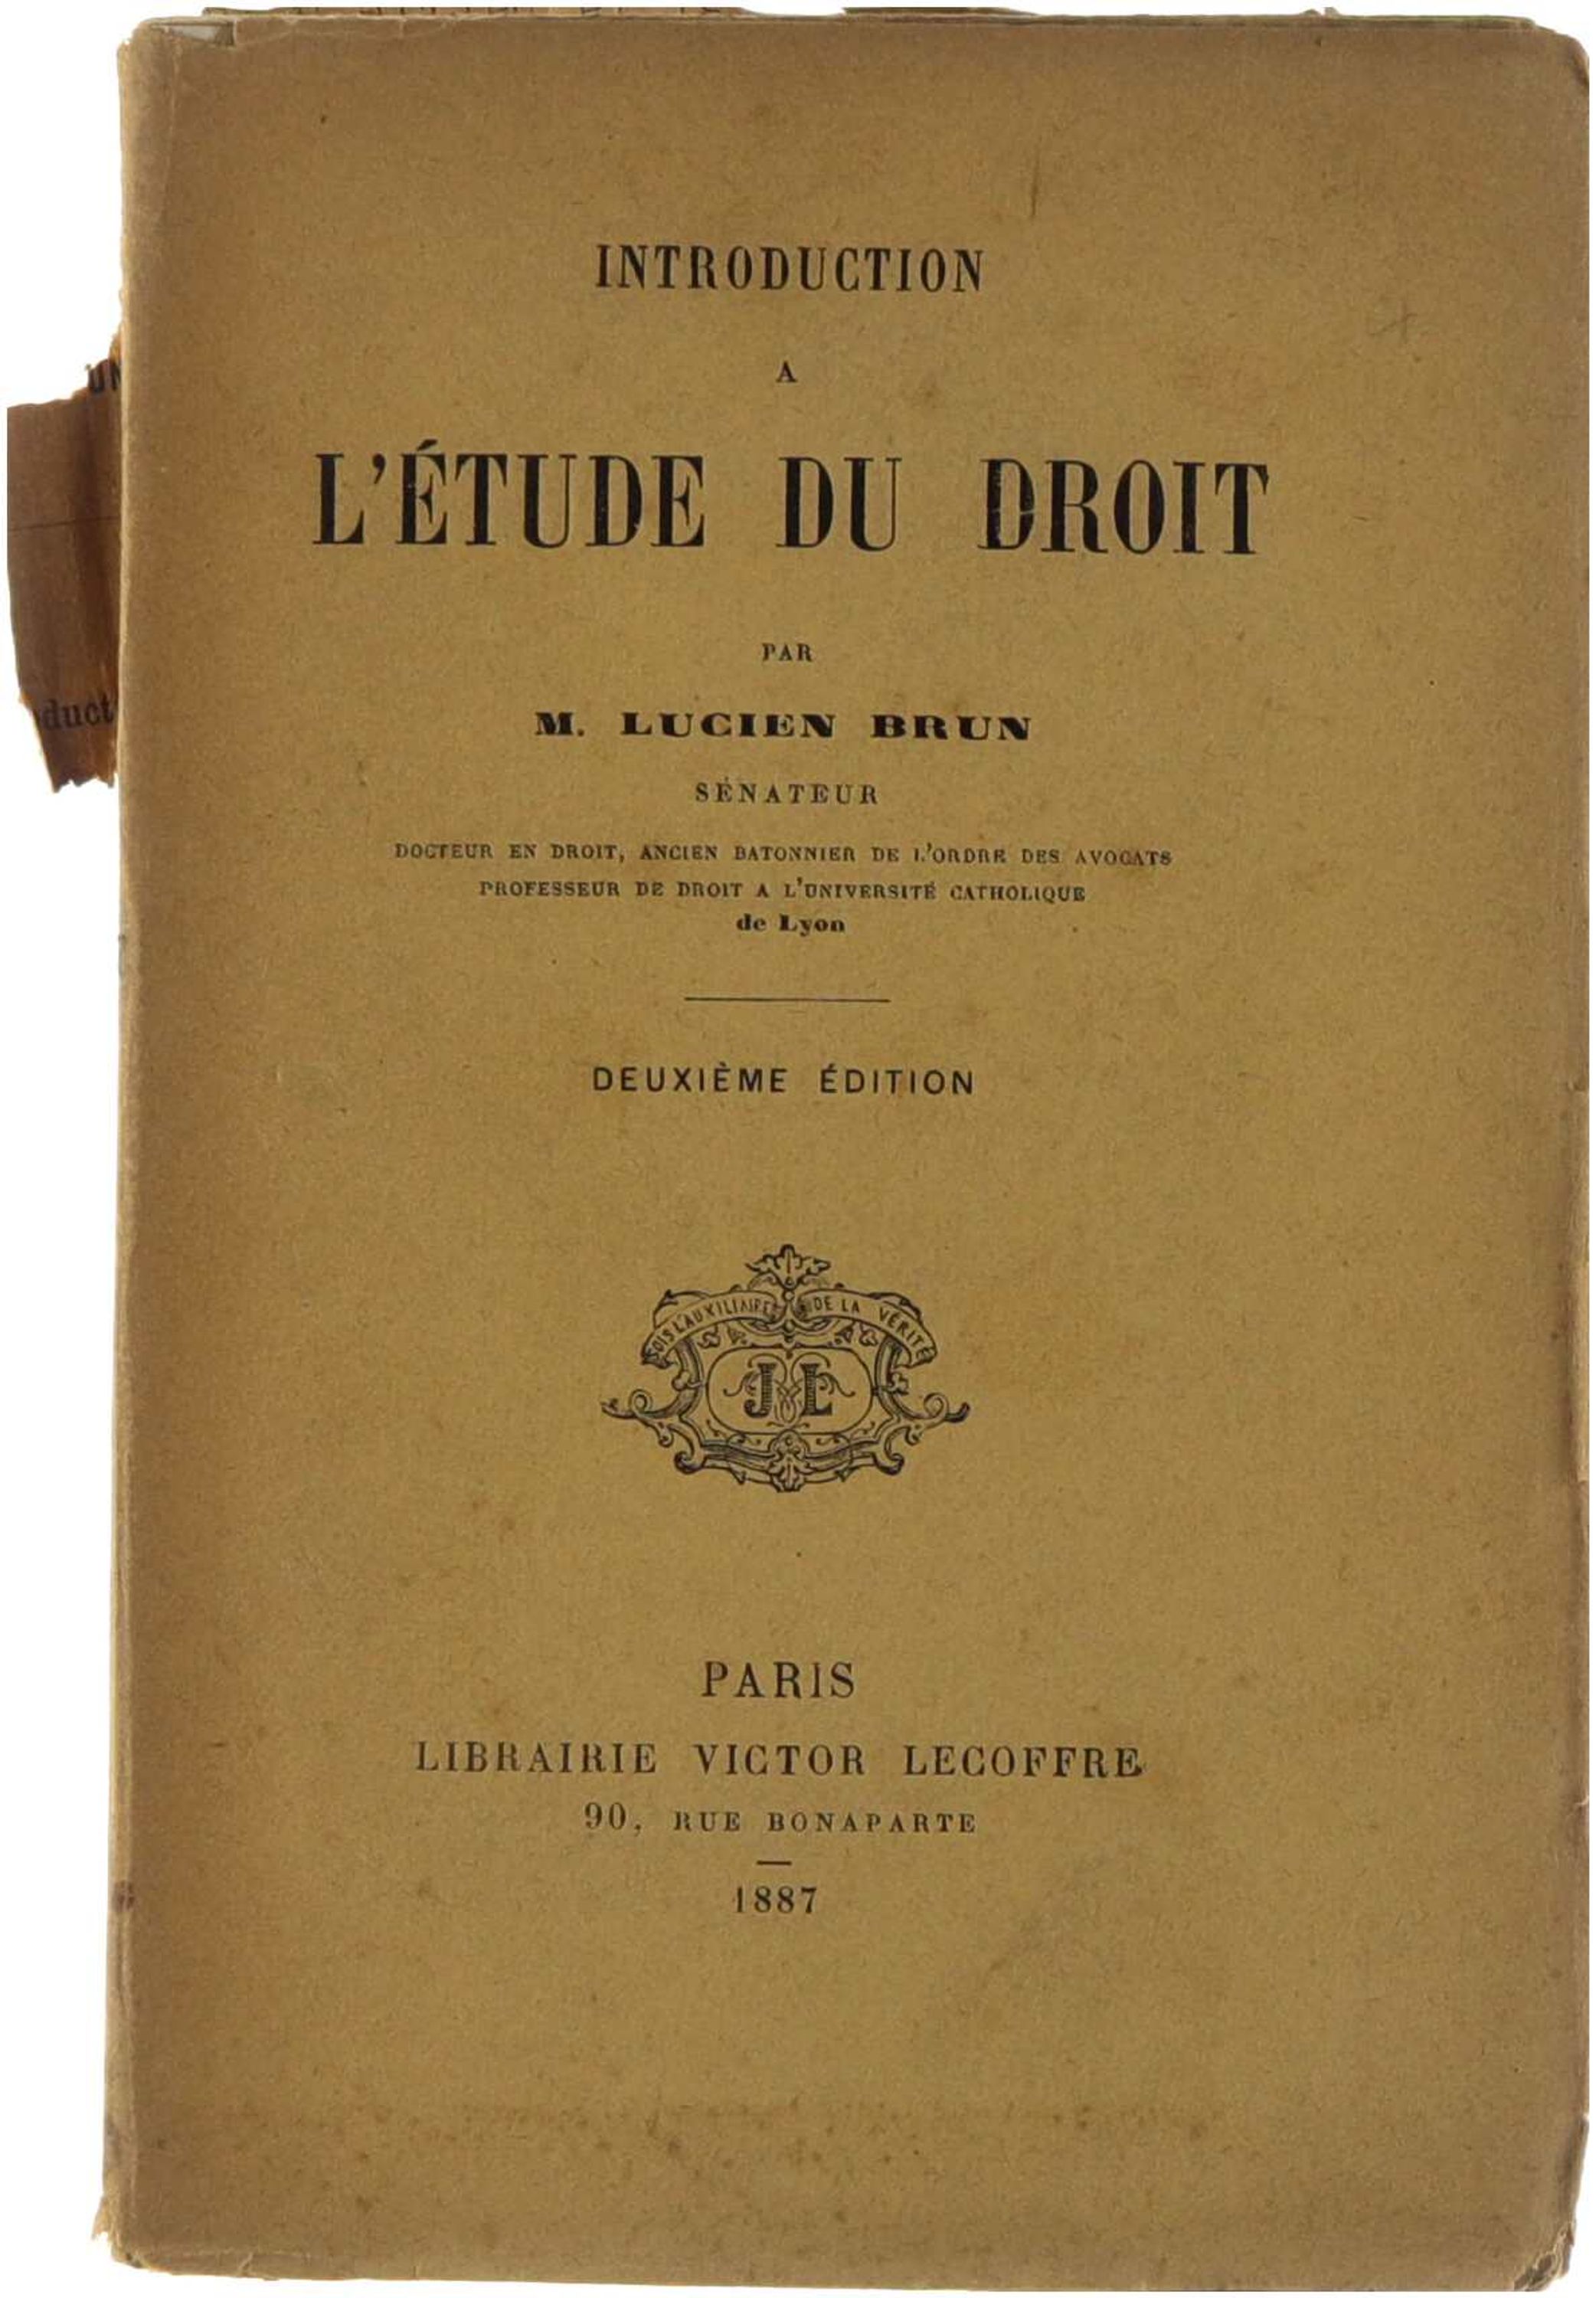 INTRODUCTION
A
L'ÉTUDE DU DROIT
PAR
M. LUCIEN BRUN
SÉNATEUR
DOCTEUR EN DROIT, ANCIEN BATONNIER DE L'ORDRE DES AVOCATS
PROFESSEUR DE DROIT A L'UNIVERSITÉ CATHOLIQUE
de Lyon
DEUXIÈME ÉDITION
SOIS L'AUXILIAIRE DE LA VÉRITÉ
JL
PARIS
LIBRAIRIE VICTOR LECOFFRE
90, RUE BONAPARTE
1887
duct